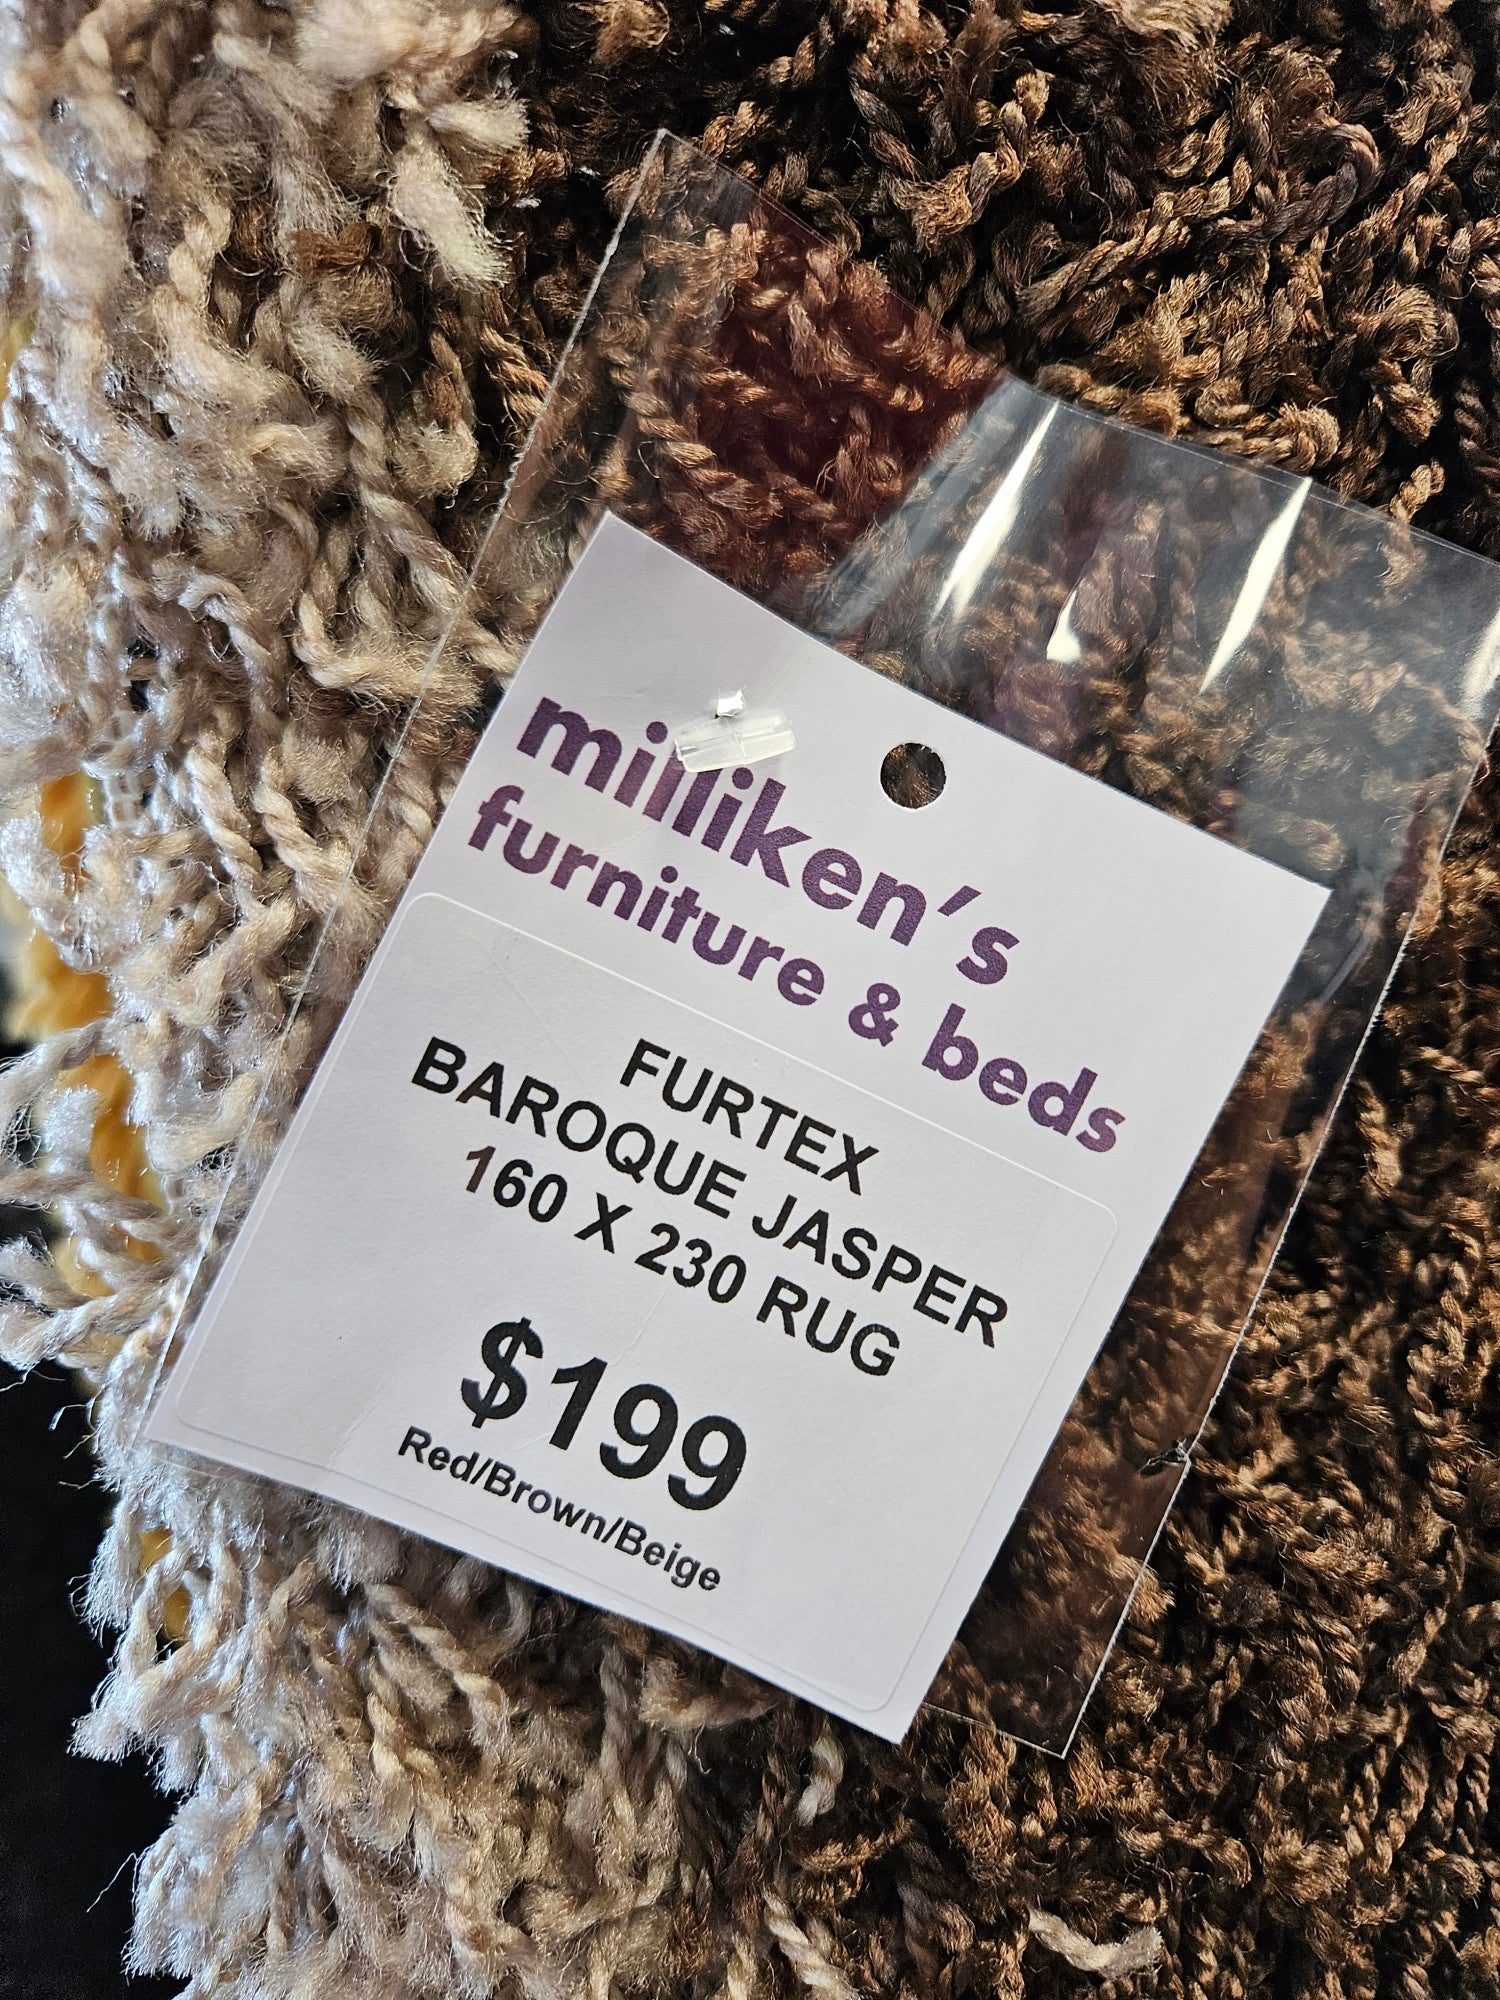 milliken's
furniture & beds
FURTEX
BAROQUE JASPER
160 X 230 RUG
$199
Red/Brown/Beige